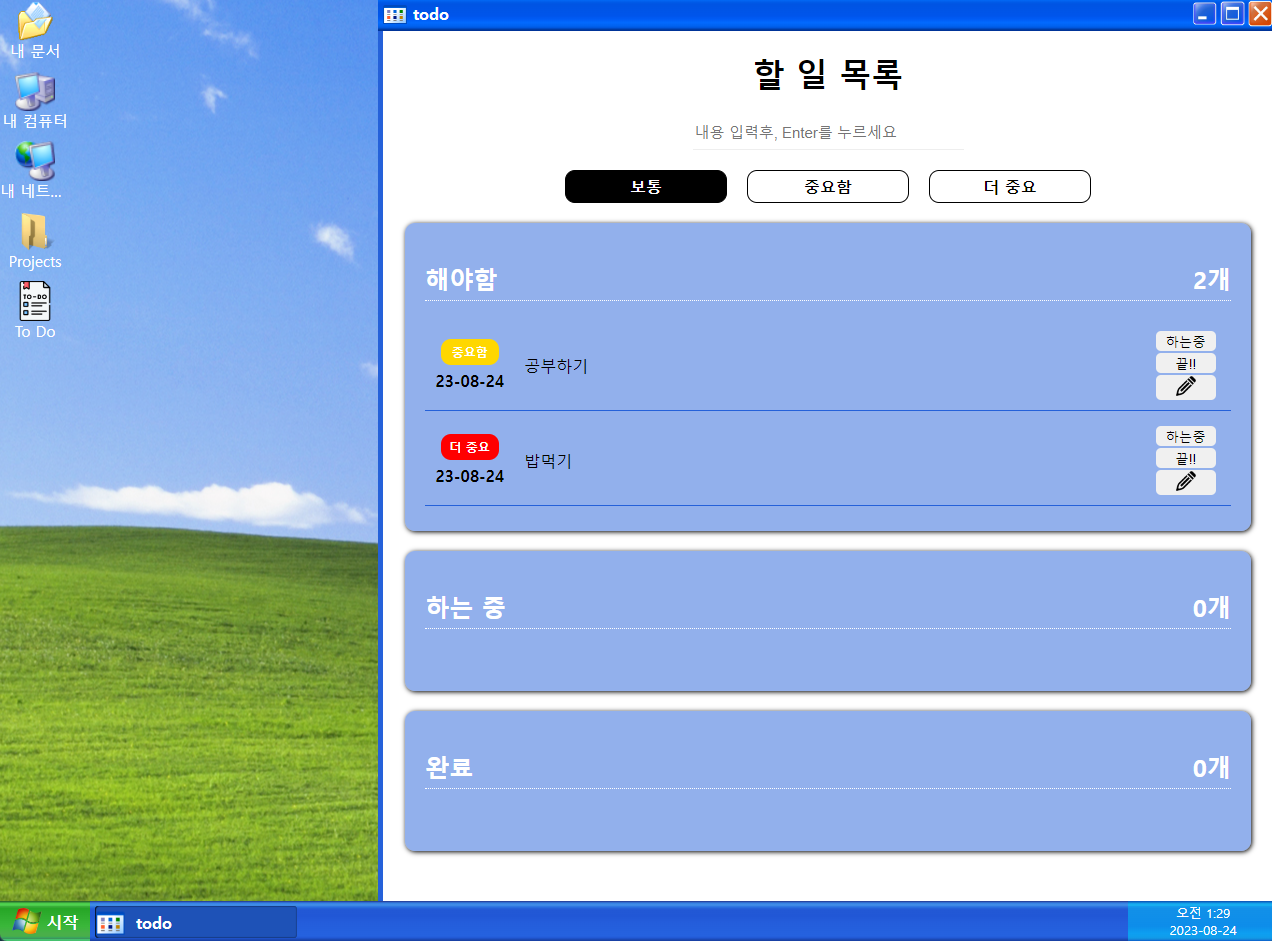 내 문서
내 컴퓨터
내 네트...
Projects
TO-DO
To Do
todo
할 일 목록
내용 입력후, Enter를 누르세요
보통 중요함 더 중요
해야함 2개
중요함
23-08-24
공부하기
하는중
끝!!
더 중요
23-08-24
밥먹기
하는중
끝!!
하는 중 0개
완료 0개
시작
todo
오전 1:29
2023-08-24